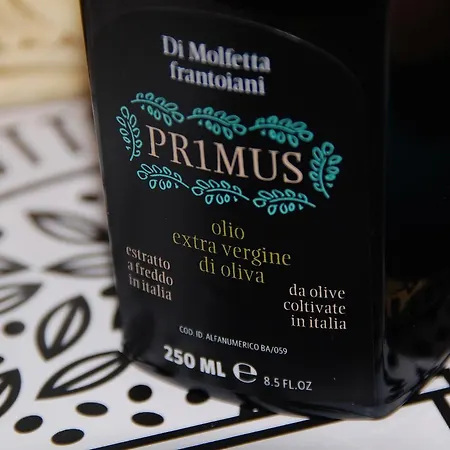 Di Molfetta
frantoiani
PR1MUS
olio
extra vergine
di oliva
estratto
a freddo
in italia
da olive
coltivate
in italia
COD. ID. ALFANUMERICO BA/059
250 ML ℮ 8.5 FL.OZ